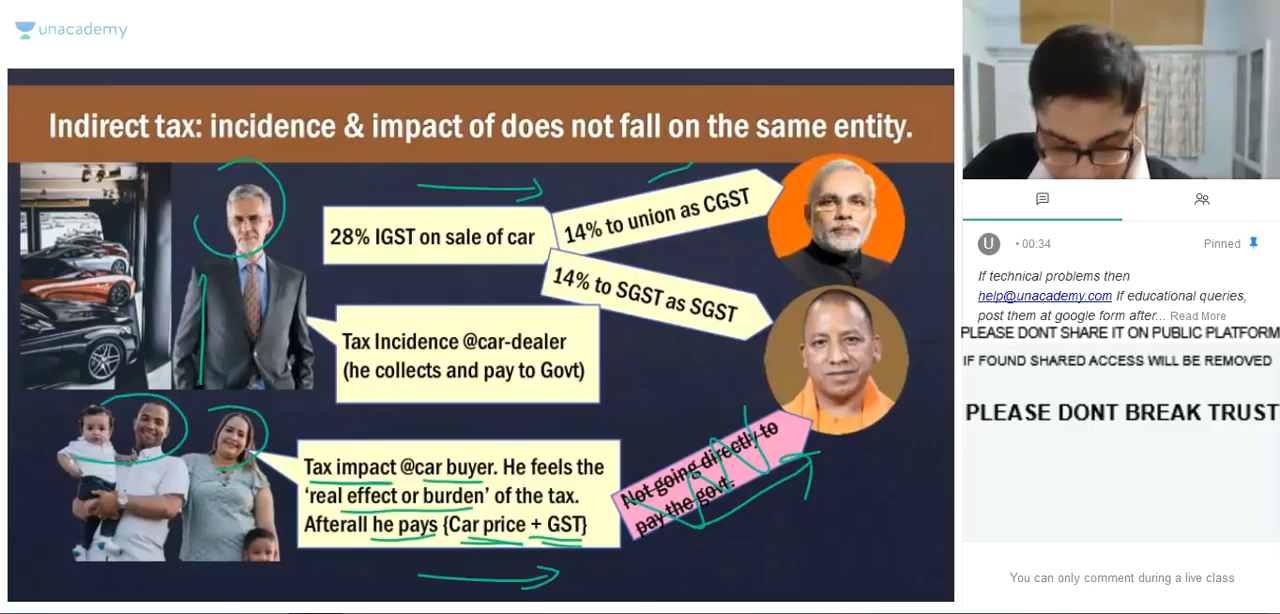 unacademy
Indirect tax: incidence & impact of does not fall on the same entity.
28% IGST on sale of car
14% to union as CGST
14% to SGST as SGST
Tax Incidence @car-dealer
(he collects and pay to Govt)
Tax impact @car buyer. He feels the
‘real effect or burden’ of the tax.
Afterall he pays {Car price + GST}
Not going directly to
pay the govt.
U
• 00:34
Pinned
If technical problems then
help@unacademy.com If educational queries,
post them at google form after... Read More
PLEASE DONT SHARE IT ON PUBLIC PLATFORM
IF FOUND SHARED ACCESS WILL BE REMOVED
PLEASE DONT BREAK TRUST
You can only comment during a live class